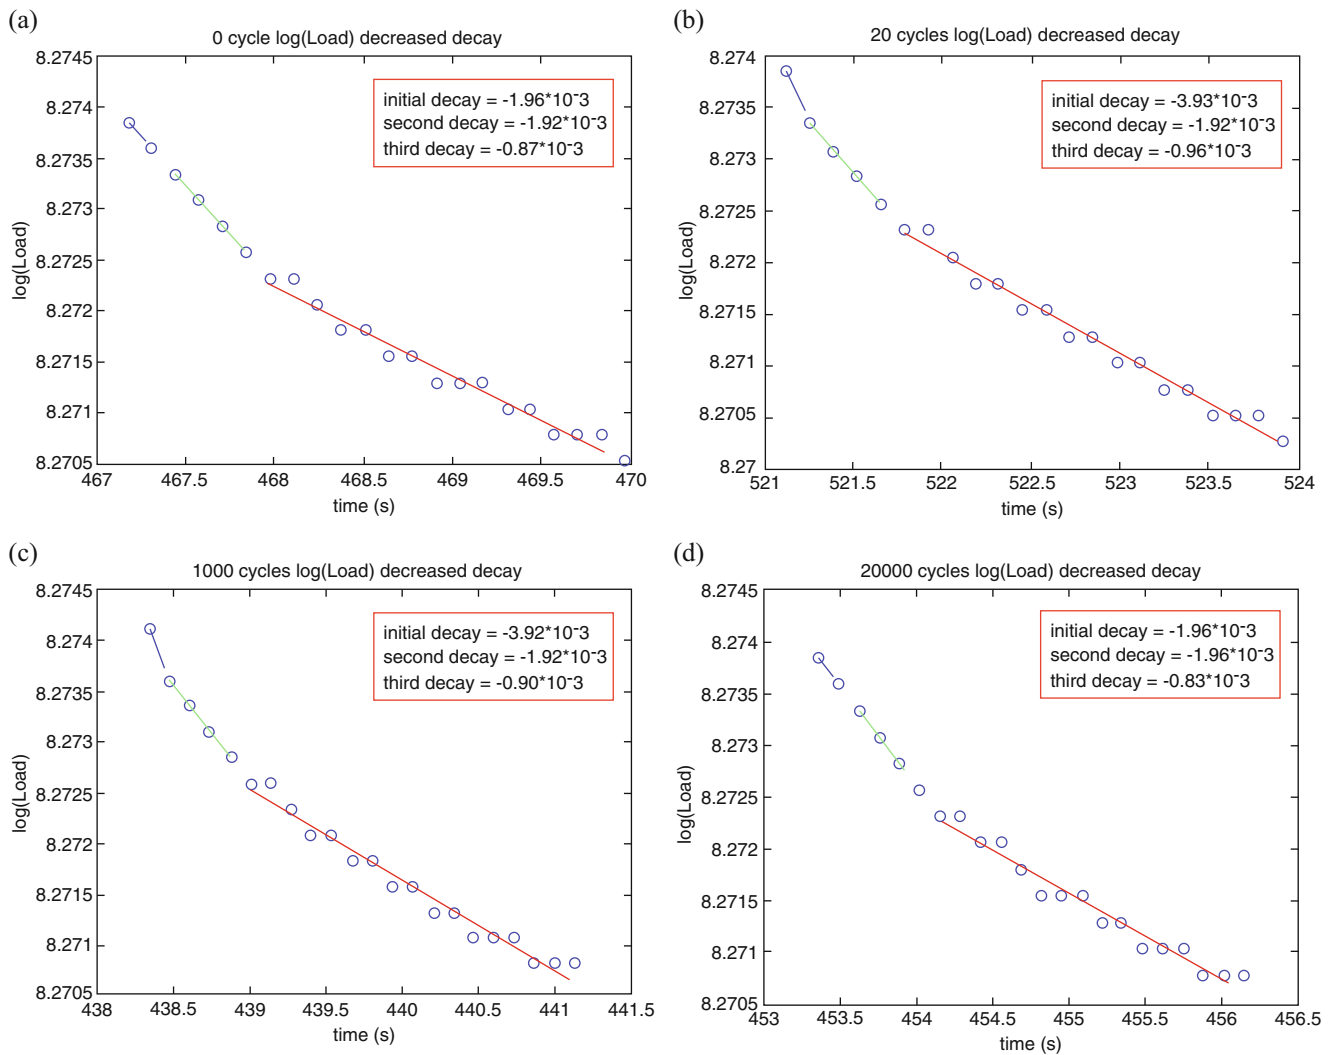 (a)
0 cycle log(Load) decreased decay
8.2745
8.274
8.2735
8.273
8.2725
8.272
8.2715
8.271
8.2705
log(Load)
initial decay = -1.96*10-3
second decay = -1.92*10-3
third decay = -0.87*10-3
467 467.5 468 468.5 469 469.5 470
time (s)
(b)
20 cycles log(Load) decreased decay
8.274
8.2735
8.273
8.2725
8.272
8.2715
8.271
8.2705
8.27
log(Load)
initial decay = -3.93*10-3
second decay = -1.92*10-3
third decay = -0.96*10-3
521 521.5 522 522.5 523 523.5 524
time (s)
(c)
1000 cycles log(Load) decreased decay
8.2745
8.274
8.2735
8.273
8.2725
8.272
8.2715
8.271
8.2705
log(Load)
initial decay = -3.92*10-3
second decay = -1.92*10-3
third decay = -0.90*10-3
438 438.5 439 439.5 440 440.5 441 441.5
time (s)
(d)
20000 cycles log(Load) decreased decay
8.2745
8.274
8.2735
8.273
8.2725
8.272
8.2715
8.271
8.2705
log(Load)
initial decay = -1.96*10-3
second decay = -1.96*10-3
third decay = -0.83*10-3
453 453.5 454 454.5 455 455.5 456 456.5
time (s)